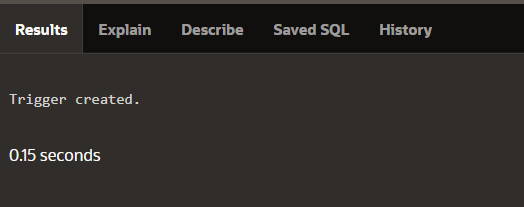 Results Explain Describe Saved SQL History
Trigger created.
0.15 seconds